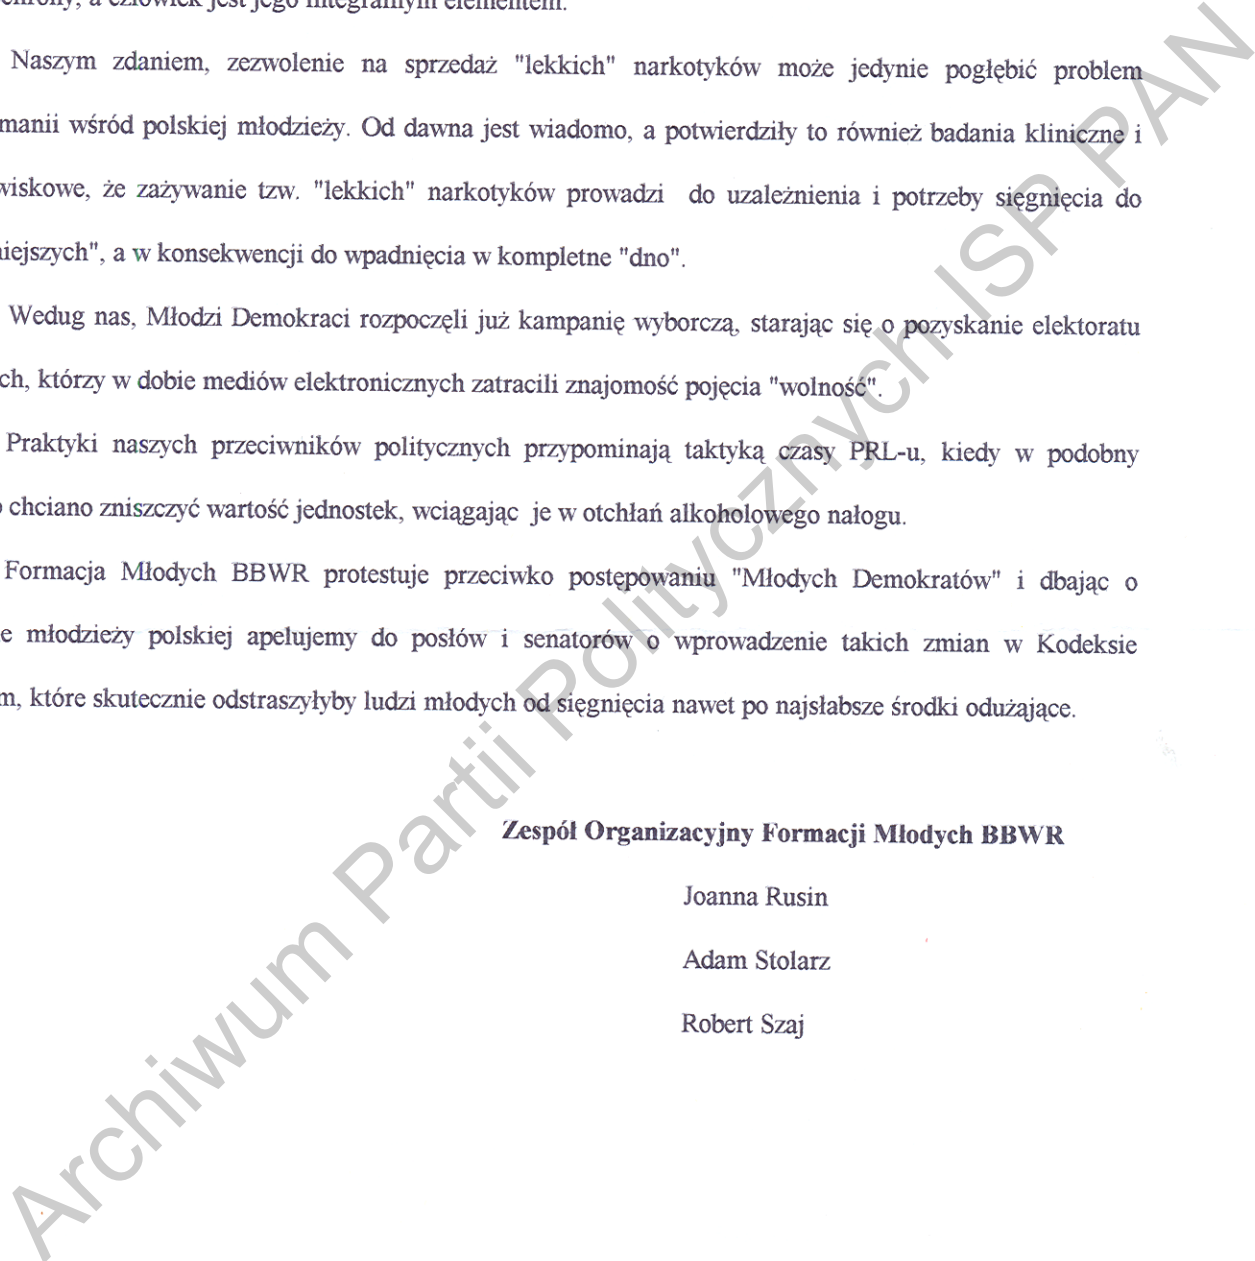 chrony, a człowiek jest jego integralnym elementem.
Naszym zdaniem, zezwolenie na sprzedaż "lekkich" narkotyków może jedynie pogłębić problem
manii wśród polskiej młodzieży. Od dawna jest wiadomo, a potwierdziły to również badania kliniczne i
wiskowe, że zażywanie tzw. "lekkich" narkotyków prowadzi do uzależnienia i potrzeby sięgnięcia do
niejszych", a w konsekwencji do wpadnięcia w kompletne "dno".
Wedug nas, Młodzi Demokraci rozpoczęli już kampanię wyborczą, starając się o pozyskanie elektoratu
ch, którzy w dobie mediów elektronicznych zatracili znajomość pojęcia "wolność".
Praktyki naszych przeciwników politycznych przypominają taktyką czasy PRL-u, kiedy w podobny
chciano zniszczyć wartość jednostek, wciągając je w otchłań alkoholowego nałogu.
Formacja Młodych BBWR protestuje przeciwko postępowaniu "Młodych Demokratów" i dbając o
e młodzieży polskiej apelujemy do posłów i senatorów o wprowadzenie takich zmian w Kodeksie
m, które skutecznie odstraszyłyby ludzi młodych od sięgnięcia nawet po najsłabsze środki odużające.
Zespół Organizacyjny Formacji Młodych BBWR
Joanna Rusin
Adam Stolarz
Robert Szaj
Archiwum Partii Politycznych ISP PAN